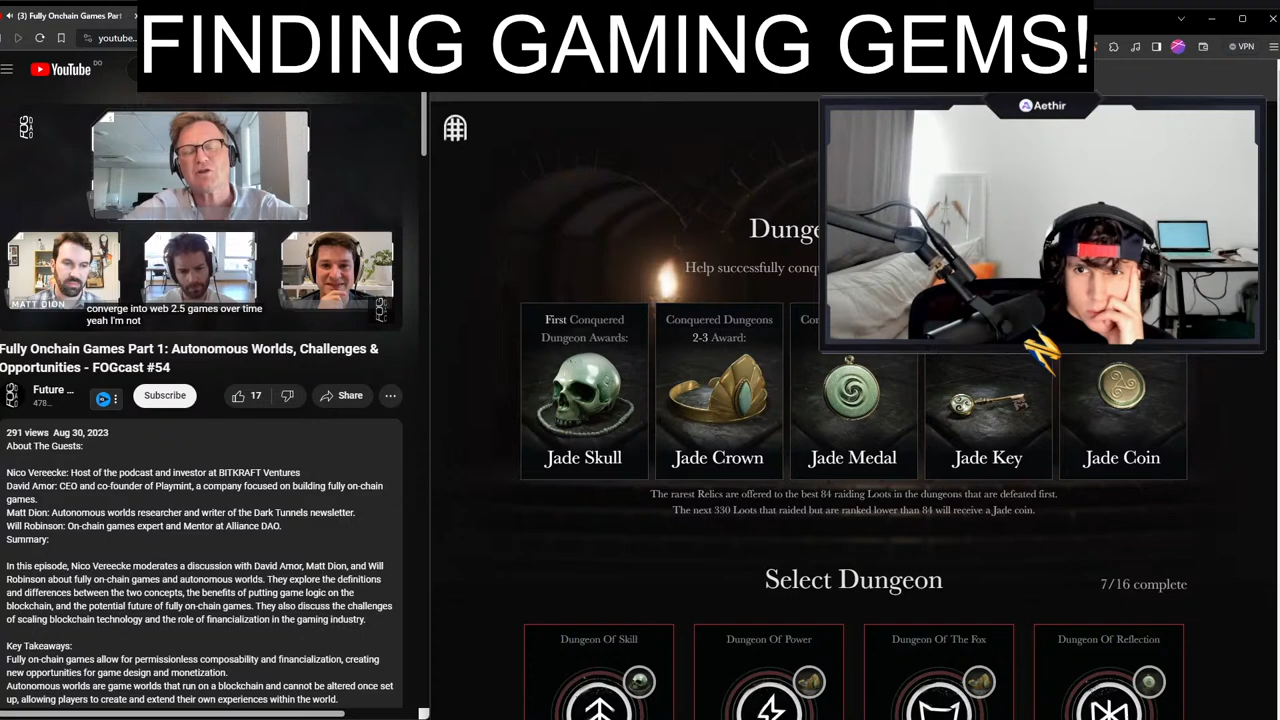 FINDING GAMING GEMS!
(3) Fully Onchain Games Part
youtube...
VPN
YouTube
DO
Aethir
MATT DION
converge into web 2.5 games over time
yeah I'm not
Fully Onchain Games Part 1: Autonomous Worlds, Challenges &
Opportunities - FOGcast #54
Future ...
478...
Subscribe
17
Share
291 views Aug 30, 2023
About The Guests:
Nico Vereecke: Host of the podcast and investor at BITKRAFT Ventures
David Amor: CEO and co-founder of Playmint, a company focused on building fully on-chain
games.
Matt Dion: Autonomous worlds researcher and writer of the Dark Tunnels newsletter.
Will Robinson: On-chain games expert and Mentor at Alliance DAO.
Summary:
In this episode, Nico Vereecke moderates a discussion with David Amor, Matt Dion, and Will
Robinson about fully on-chain games and autonomous worlds. They explore the definitions
and differences between the two concepts, the benefits of putting game logic on the
blockchain, and the potential future of fully on-chain games. They also discuss the challenges
of scaling blockchain technology and the role of financialization in the gaming industry.
Key Takeaways:
Fully on-chain games allow for permissionless composability and financialization, creating
new opportunities for game design and monetization.
Autonomous worlds are game worlds that run on a blockchain and cannot be altered once set
up, allowing players to create and extend their own experiences within the world.
Dunge
Help successfully conqu
First Conquered
Dungeon Awards:
Jade Skull
Conquered Dungeons
2-3 Award:
Jade Crown
Con
Jade Medal
Jade Key
Jade Coin
The rarest Relics are offered to the best 84 raiding Loots in the dungeons that are defeated first.
The next 330 Loots that raided but are ranked lower than 84 will receive a Jade coin.
Select Dungeon
7/16 complete
Dungeon Of Skill
Dungeon Of Power
Dungeon Of The Fox
Dungeon Of Reflection